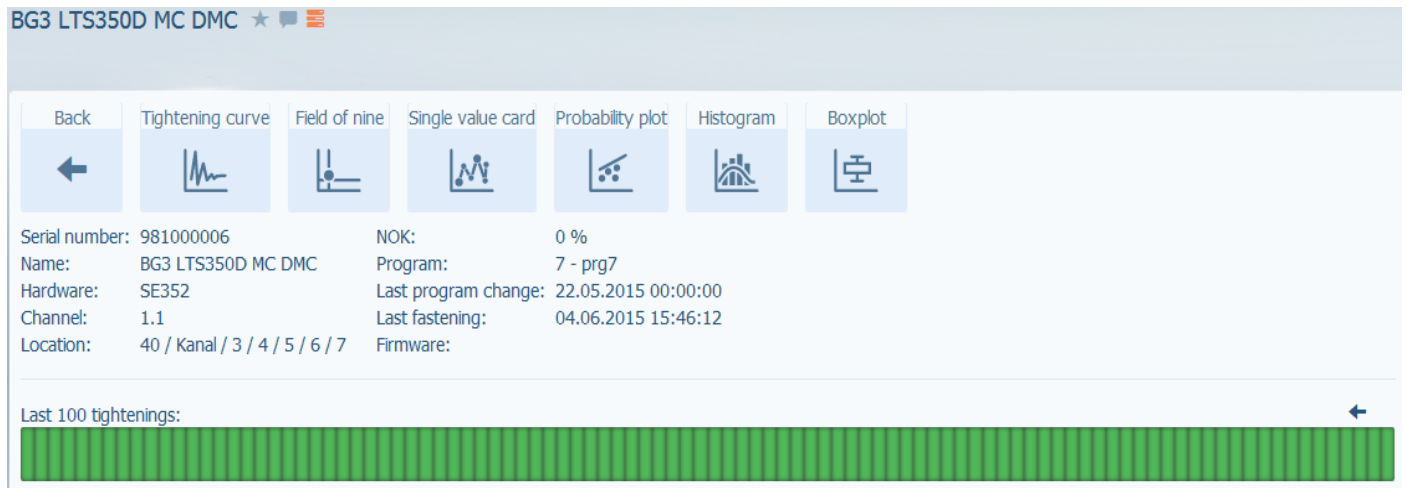 BG3 LTS350D MC DMC
Back Tightening curve Field of nine Single value card Probability plot Histogram Boxplot
Serial number: 981000006 NOK: 0 %
Name: BG3 LTS350D MC DMC Program: 7 - prg7
Hardware: SE352 Last program change: 22.05.2015 00:00:00
Channel: 1.1 Last fastening: 04.06.2015 15:46:12
Location: 40 / Kanal / 3 / 4 / 5 / 6 / 7 Firmware:
Last 100 tightenings: